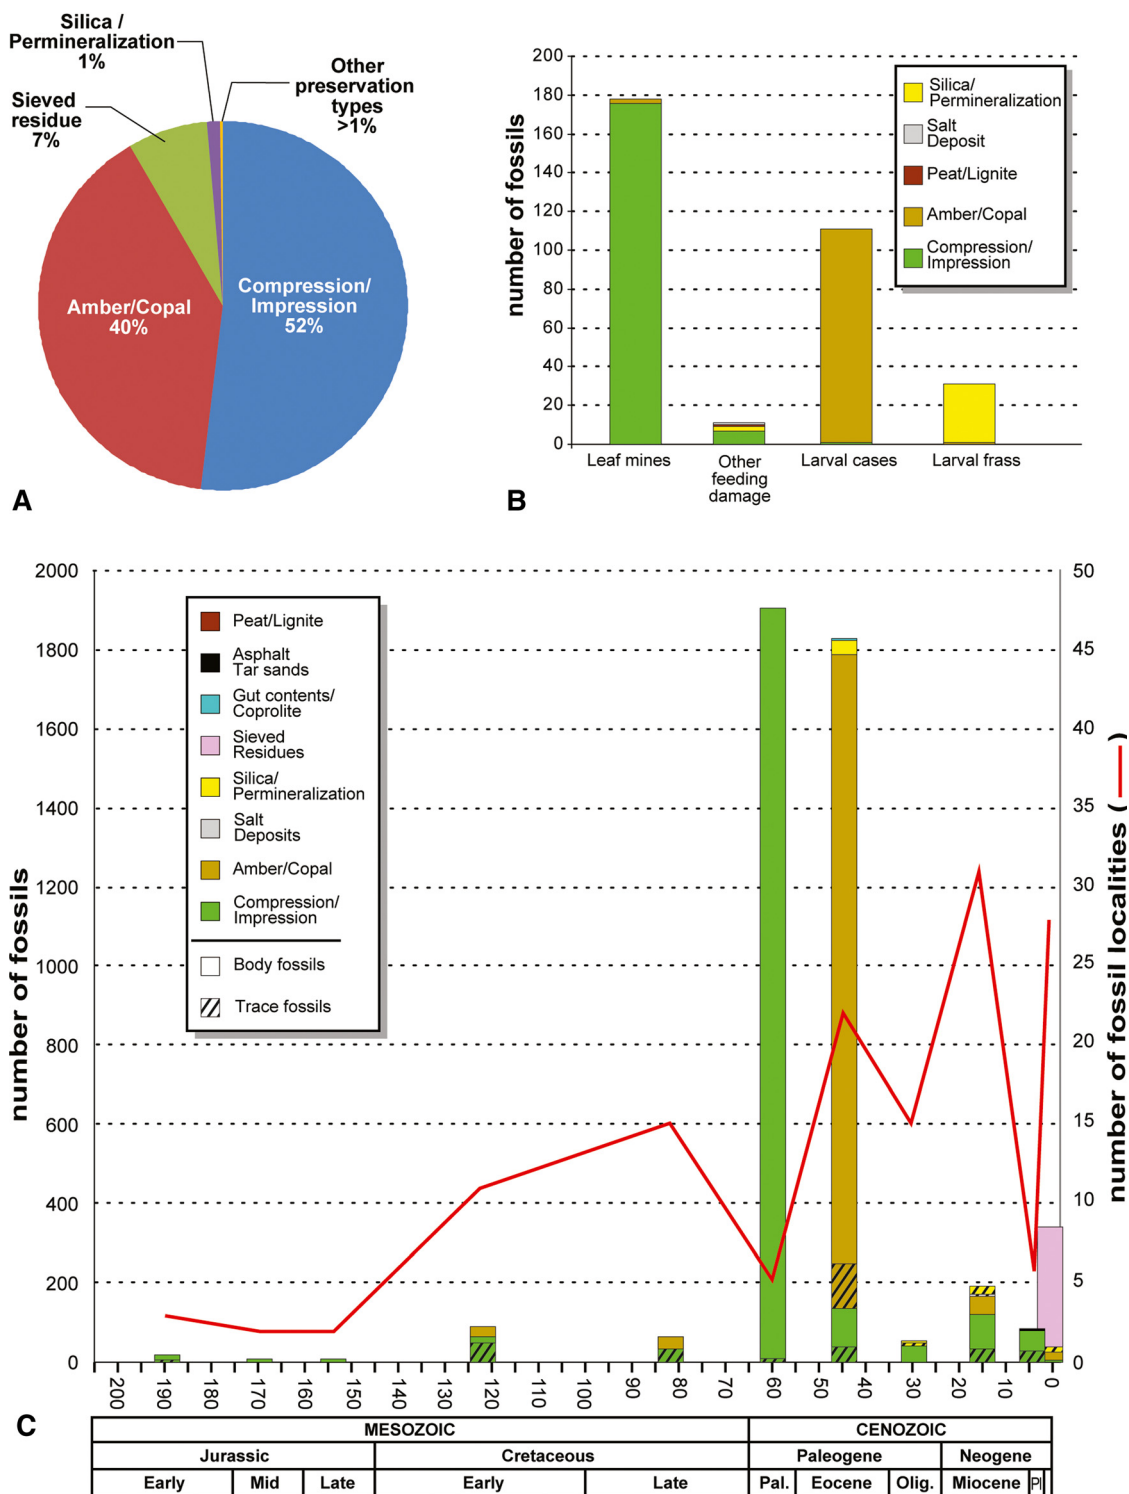 Silica /
Permineralization
1%
Other
preservation
types
>1%
Sieved
residue
7%
Amber/Copal
40%
Compression/
Impression
52%
A
number of fossils
200
180
160
140
120
100
80
60
40
20
0
Silica/
Permineralization
Salt
Deposit
Peat/Lignite
Amber/Copal
Compression/
Impression
Leaf mines
Other
feeding
damage
Larval cases
Larval frass
B
number of fossils
2000
1800
1600
1400
1200
1000
800
600
400
200
0
Peat/Lignite
Asphalt
Tar sands
Gut contents/
Coprolite
Sieved
Residues
Silica/
Permineralization
Salt
Deposits
Amber/Copal
Compression/
Impression
Body fossils
Trace fossils
50
45
40
35
30
25
20
15
10
5
0
number of fossil localities ( )
200 190 180 170 160 150 140 130 120 110 100 90 80 70 60 50 40 30 20 10 0
C
MESOZOIC CENOZOIC
Jurassic Cretaceous Paleogene Neogene
Early Mid Late Early Late Pal. Eocene Olig. Miocene Pl